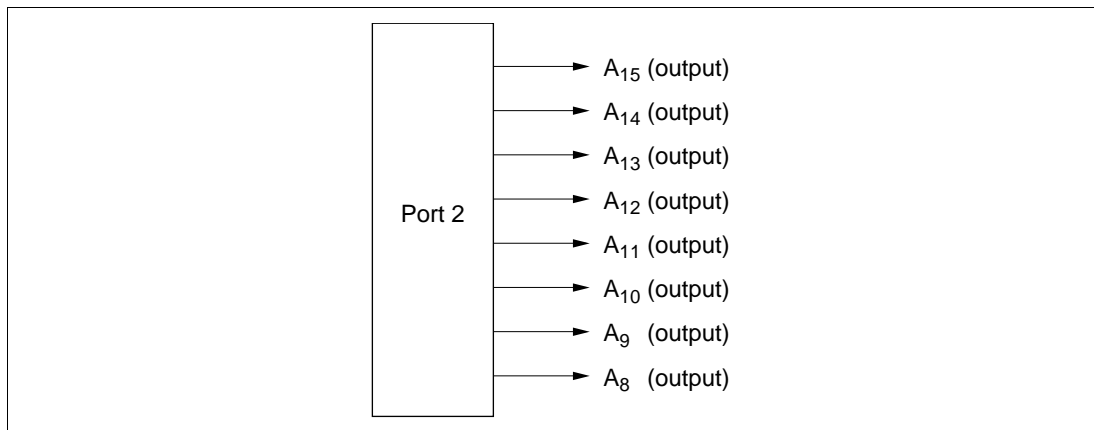 Port 2
A15 (output)
A14 (output)
A13 (output)
A12 (output)
A11 (output)
A10 (output)
A9 (output)
A8 (output)